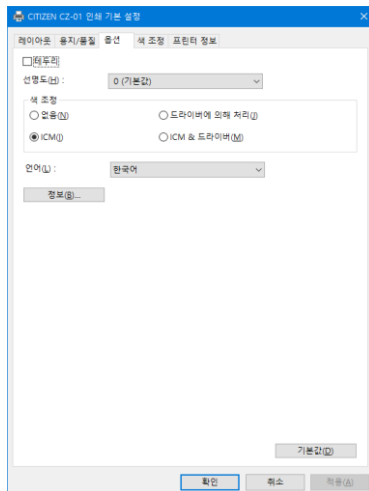 CITIZEN CZ-01 인쇄 기본 설정
레이아웃 용지/품질 옵션 색 조정 프린터 정보
테두리
선명도(H) : 0 (기본값)
색 조정
없음(N) 드라이버에 의해 처리(J)
ICM(I) ICM & 드라이버(M)
언어(L) : 한국어
정보(B)...
기본값(D)
확인 취소 적용(A)